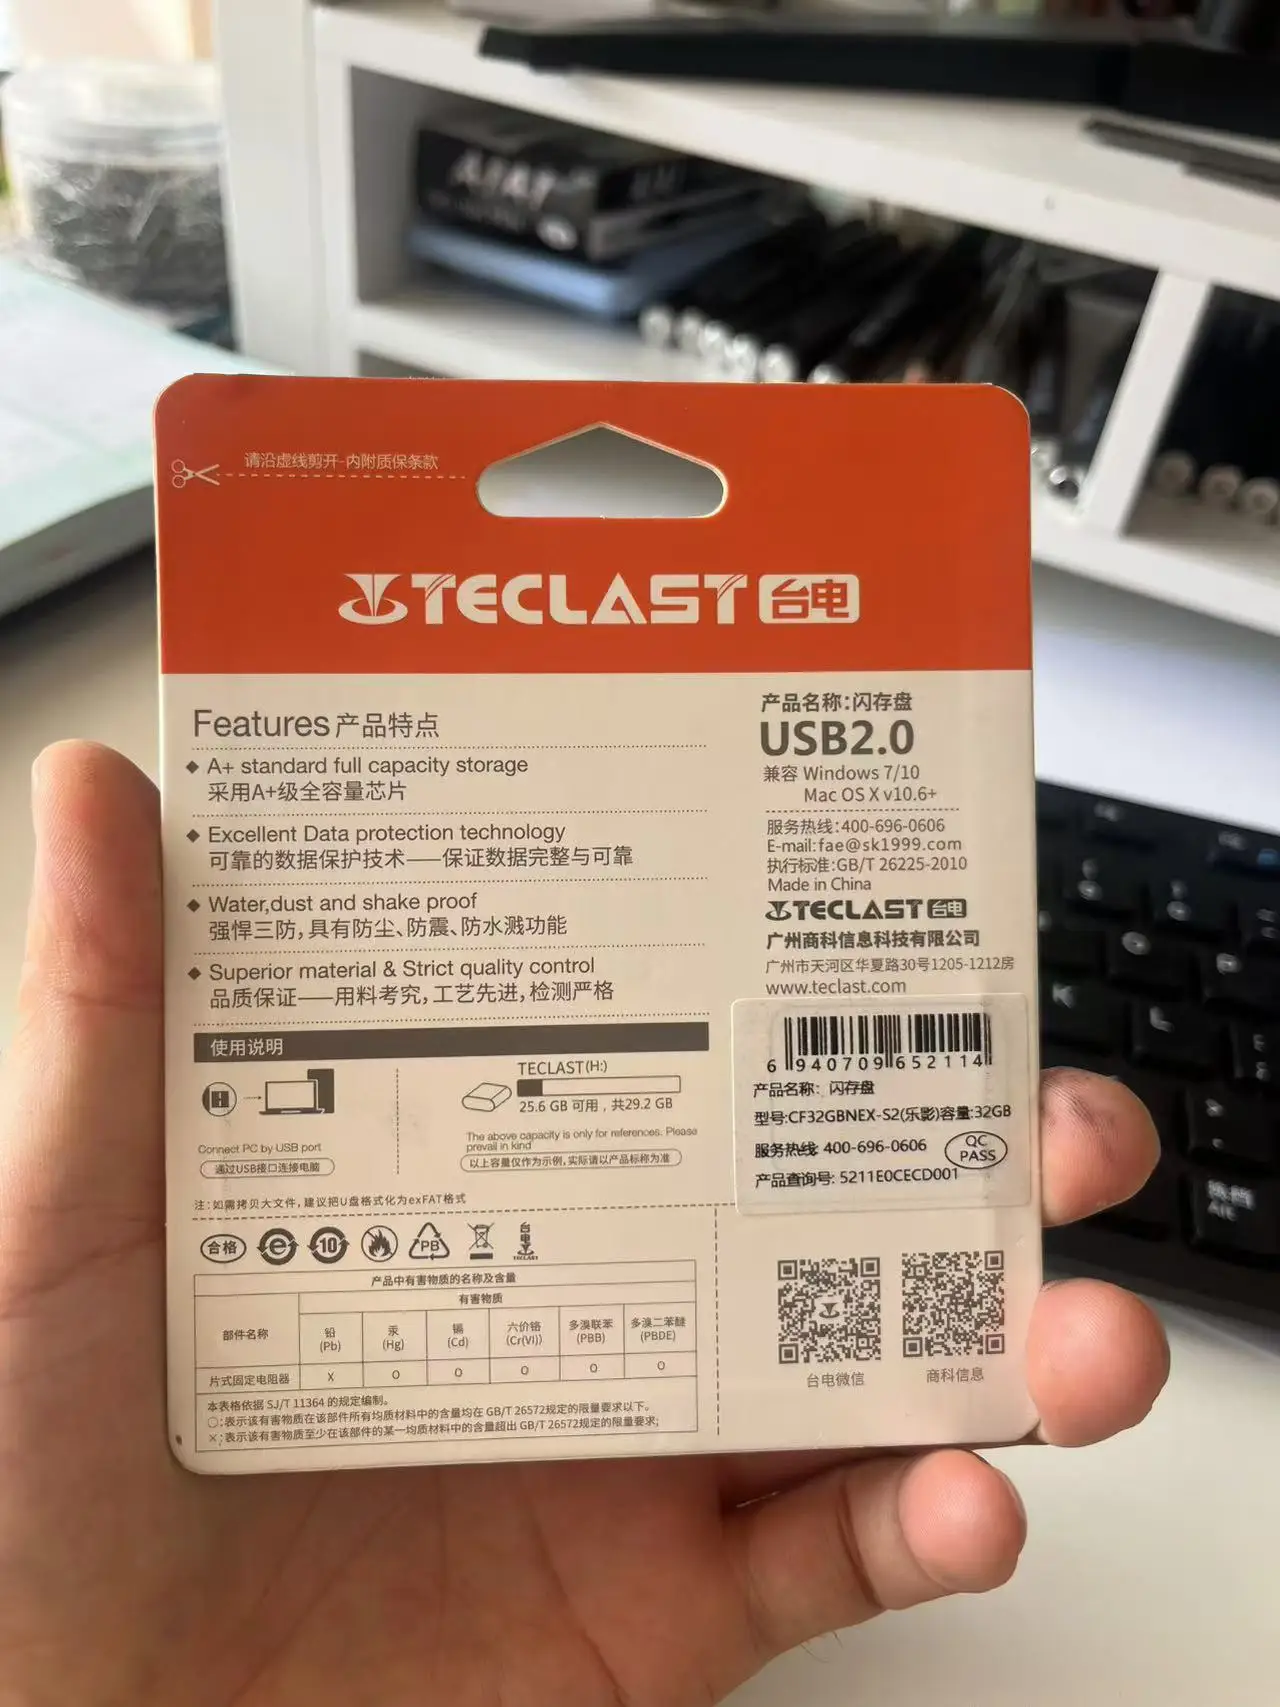 请沿虚线剪开-内附质保条款
TECLAST 台电
Features 产品特点
◆ A+ standard full capacity storage
采用A+级全容量芯片
◆ Excellent Data protection technology
可靠的数据保护技术——保证数据完整与可靠
◆ Water,dust and shake proof
强悍三防,具有防尘、防震、防水溅功能
◆ Superior material & Strict quality control
品质保证——用料考究,工艺先进,检测严格
使用说明
Connect PC by USB port
通过USB接口连接电脑
TECLAST(H:)
25.6 GB 可用，共29.2 GB
The above capacity is only for references. Please
prevail in kind
以上容量仅作为示例,实际请以产品标称为准
注:如需拷贝大文件,建议把U盘格式化为exFAT格式
合格 e 10 PB 台电 TECLAST
产品中有害物质的名称及含量
部件名称 有害物质
铅(Pb) 汞(Hg) 镉(Cd) 六价铬(Cr(VI)) 多溴联苯(PBB) 多溴二苯醚(PBDE)
片式固定电阻器 X O O O O O
本表格依据 SJ/T 11364 的规定编制。
○:表示该有害物质在该部件所有均质材料中的含量均在 GB/T 26572规定的限量要求以下。
×:表示该有害物质至少在该部件的某一均质材料中的含量超出 GB/T 26572规定的限量要求;
产品名称:闪存盘
USB2.0
兼容 Windows 7/10
Mac OS X v10.6+
服务热线:400-696-0606
E-mail:fae@sk1999.com
执行标准:GB/T 26225-2010
Made in China
TECLAST 台电
广州商科信息科技有限公司
广州市天河区华夏路30号1205-1212房
www.teclast.com
6 940709 652114
产品名称: 闪存盘
型号:CF32GBNEX-S2(乐影)容量:32GB
服务热线: 400-696-0606
QC
PASS
产品查询号: 5211E0CECD001
台电微信
商科信息
K
L